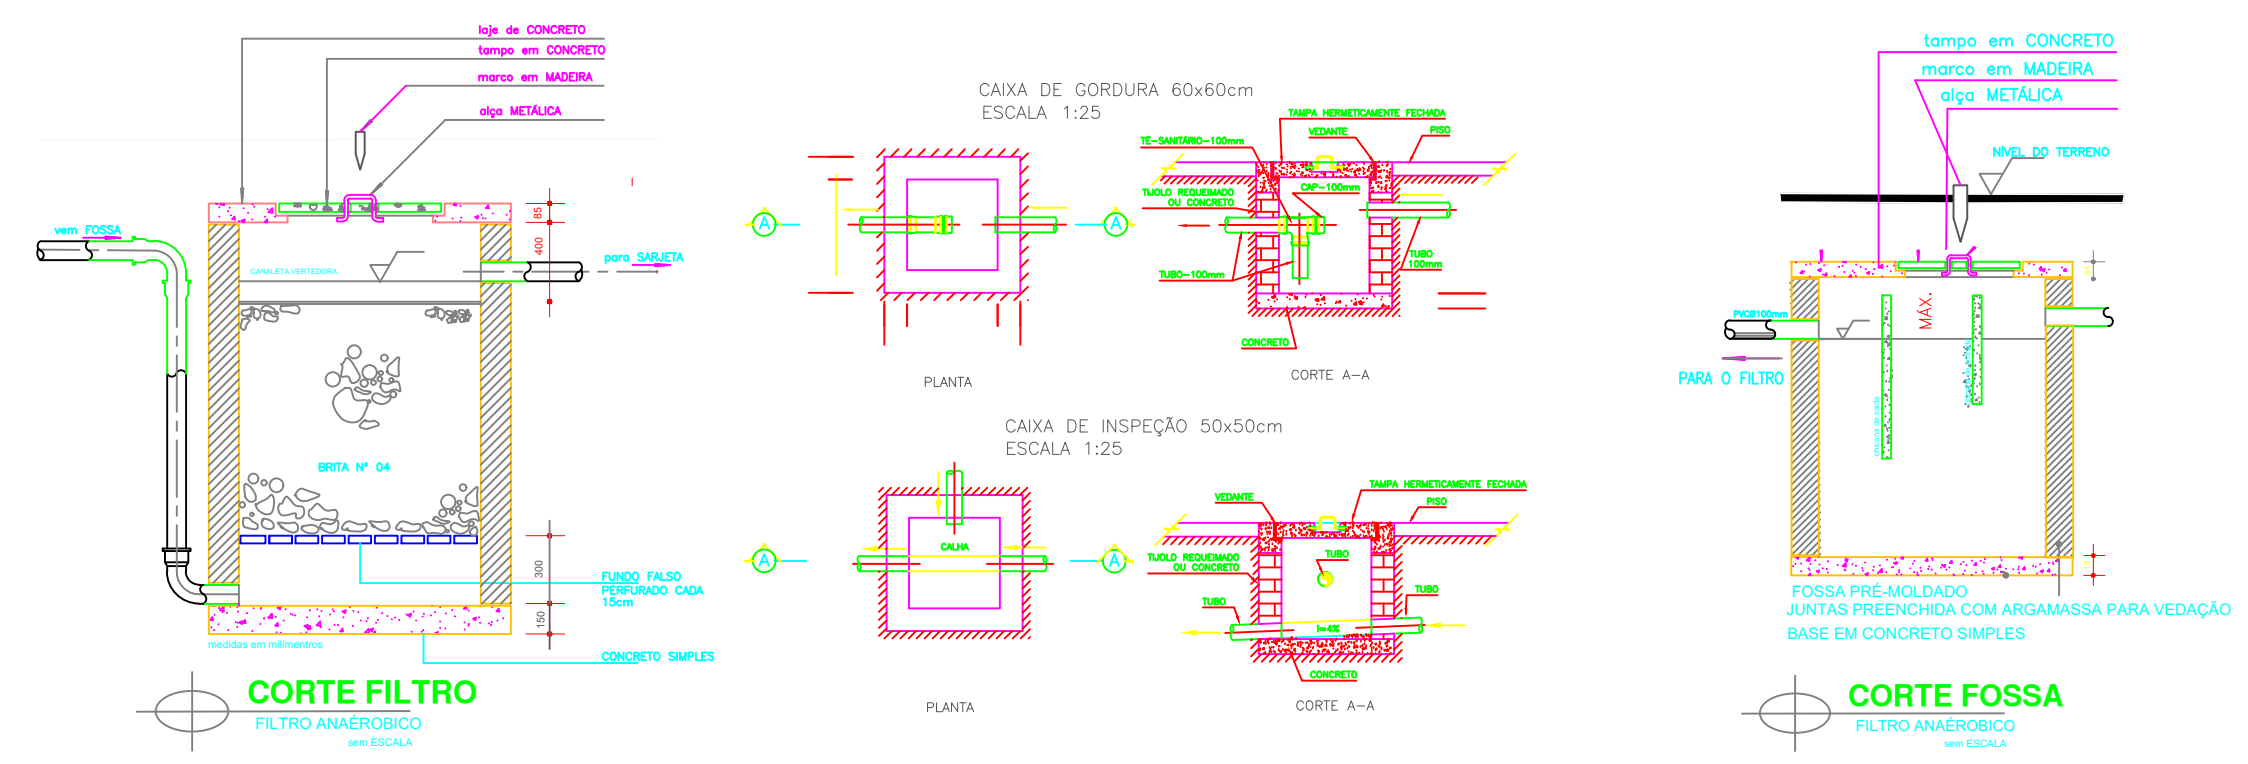 laje de CONCRETO
tampo em CONCRETO
marco em MADEIRA
alça METÁLICA
85
400
vem FOSSA
para SARJETA
CANALETA VERTEDORA
BRITA N° 04
300
FUNDO FALSO
PERFURADO CADA
15cm
150
medidas em milímentros
CONCRETO SIMPLES
CORTE FILTRO
FILTRO ANAÉROBICO
sem ESCALA
CAIXA DE GORDURA 60x60cm
ESCALA 1:25
A
A
PLANTA
TAMPA HERMETICAMENTE FECHADA
VEDANTE
PISO
TÊ-SANITÁRIO-100mm
CAP-100mm
TIJOLO REQUEIMADO
OU CONCRETO
TUBO-100mm
TUBO
100mm
CONCRETO
CORTE A-A
CAIXA DE INSPEÇÃO 50x50cm
ESCALA 1:25
A
CALHA
A
PLANTA
TAMPA HERMETICAMENTE FECHADA
VEDANTE
PISO
TIJOLO REQUEIMADO
OU CONCRETO
TUBO
TUBO
TUBO
i=4%
CONCRETO
CORTE A-A
tampo em CONCRETO
marco em MADEIRA
alça METÁLICA
NÍVEL DO TERRENO
MÁX.
PVCØ100mm
PARA O FILTRO
chicana de saída
FOSSA PRÉ-MOLDADO
JUNTAS PREENCHIDA COM ARGAMASSA PARA VEDAÇÃO
BASE EM CONCRETO SIMPLES
CORTE FOSSA
FILTRO ANAÉROBICO
sem ESCALA